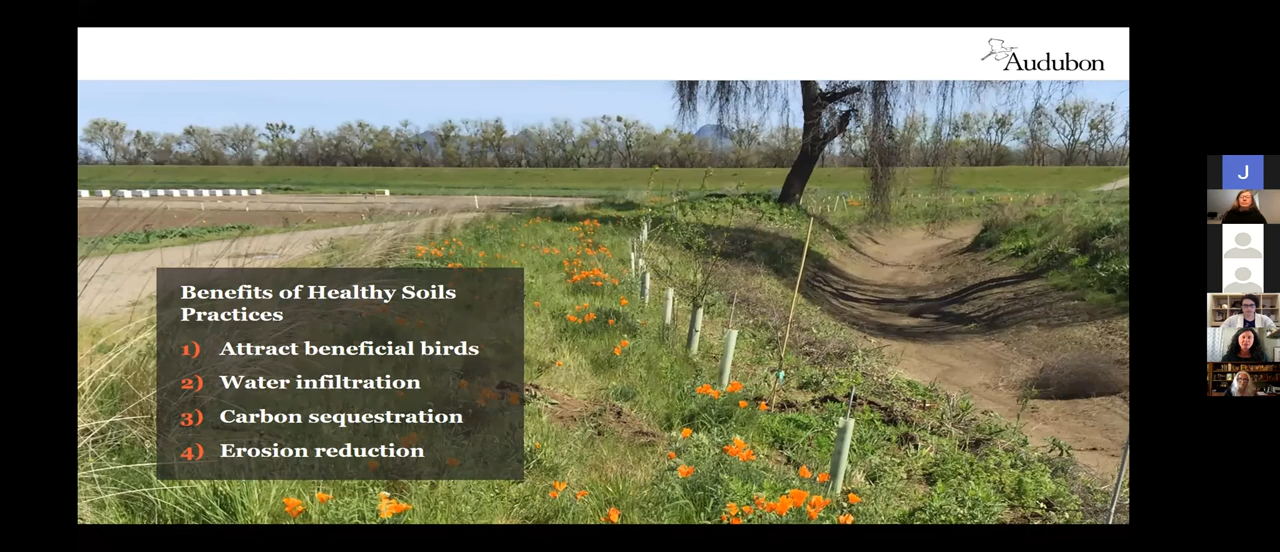 Audubon
Benefits of Healthy Soils
Practices
1) Attract beneficial birds
2) Water infiltration
3) Carbon sequestration
4) Erosion reduction
J